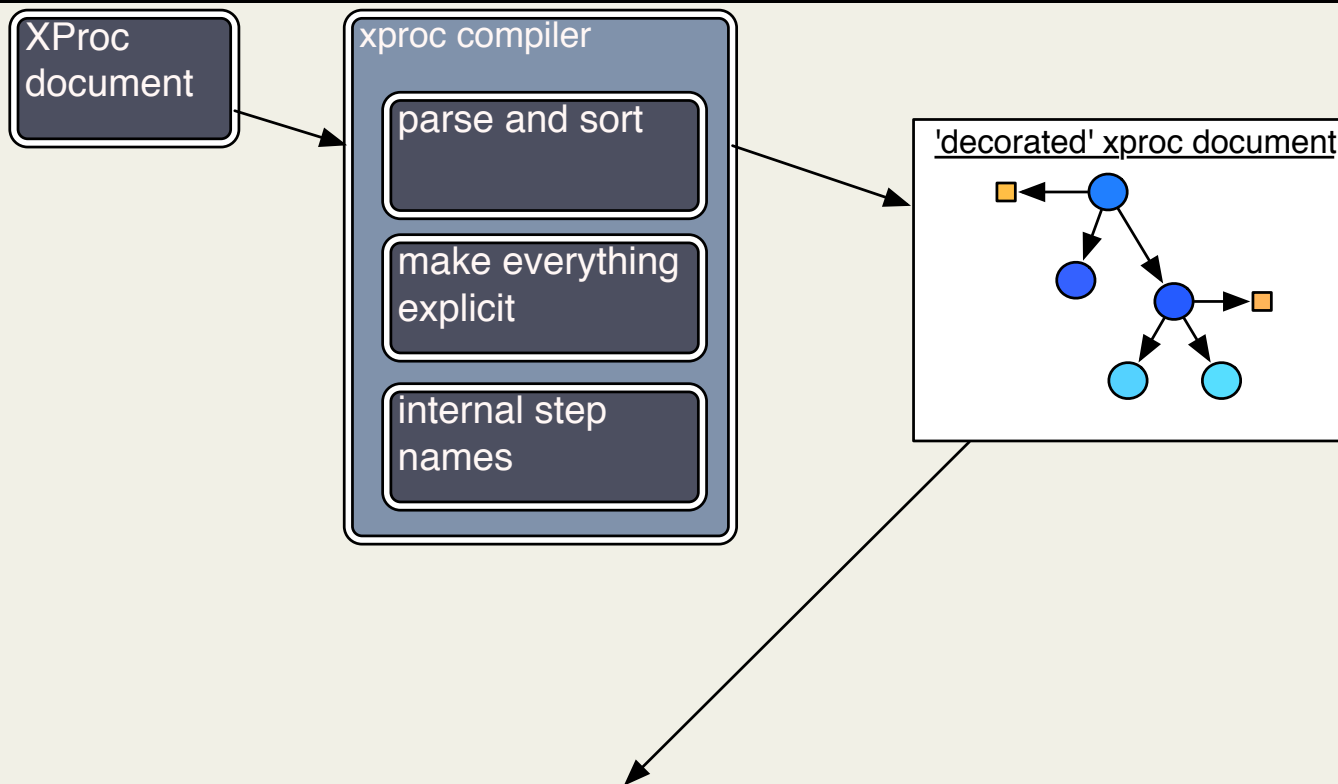 XProc
document
xproc compiler
parse and sort
make everything
explicit
internal step
names
'decorated' xproc document